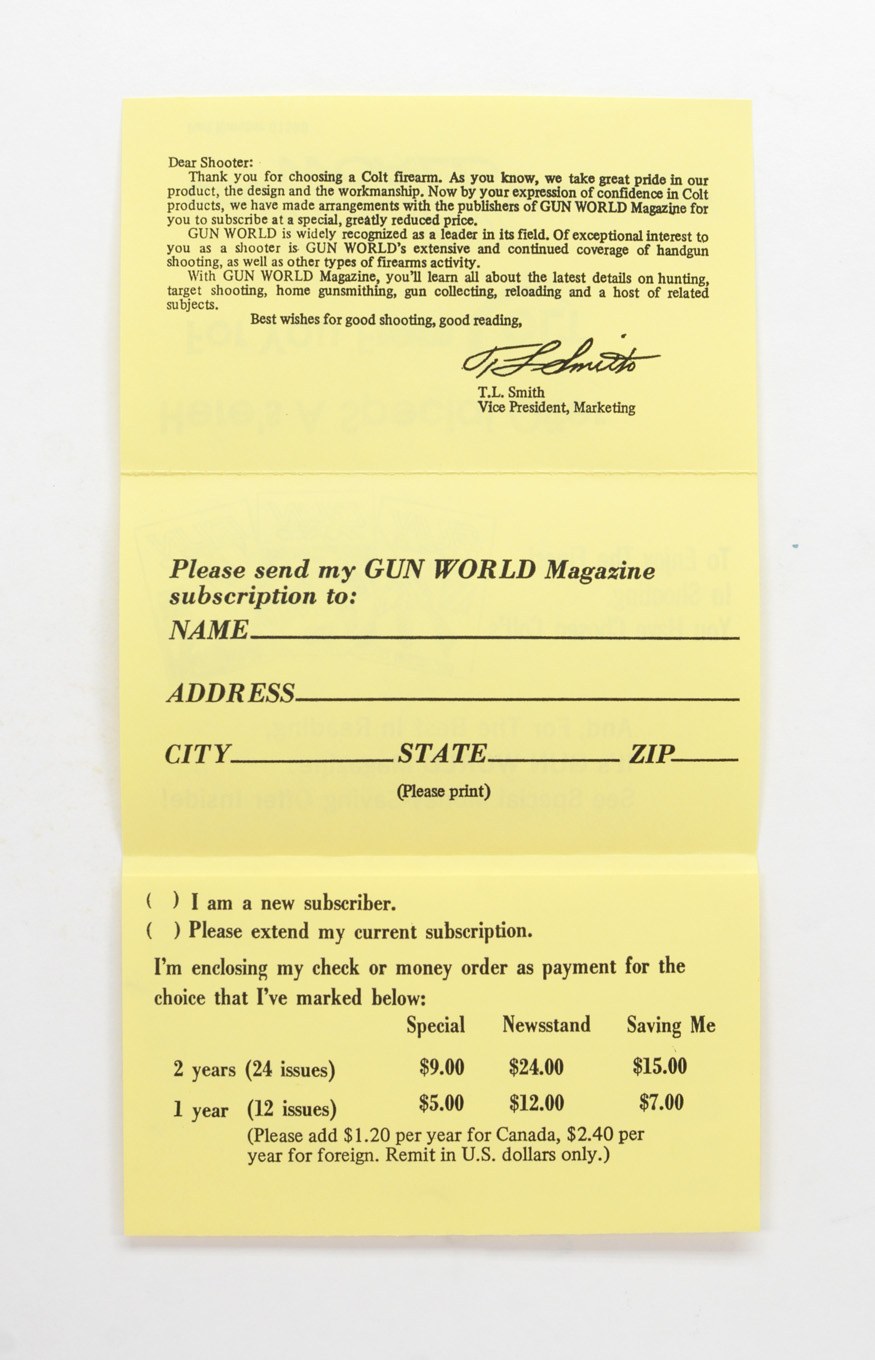 Dear Shooter:
Thank you for choosing a Colt firearm. As you know, we take great pride in our
product, the design and the workmanship. Now by your expression of confidence in Colt
products, we have made arrangements with the publishers of GUN WORLD Magazine for
you to subscribe at a special, greatly reduced price.
GUN WORLD is widely recognized as a leader in its field. Of exceptional interest to
you as a shooter is GUN WORLD's extensive and continued coverage of handgun
shooting, as well as other types of firearms activity.
With GUN WORLD Magazine, you'll learn all about the latest details on hunting,
target shooting, home gunsmithing, gun collecting, reloading and a host of related
subjects.
Best wishes for good shooting, good reading,
T L Smith
T.L. Smith
Vice President, Marketing
Please send my GUN WORLD Magazine
subscription to:
NAME
ADDRESS
CITY STATE ZIP
(Please print)
( ) I am a new subscriber.
( ) Please extend my current subscription.
I'm enclosing my check or money order as payment for the
choice that I've marked below:
Special Newsstand Saving Me
2 years (24 issues) $9.00 $24.00 $15.00
1 year (12 issues) $5.00 $12.00 $7.00
(Please add $1.20 per year for Canada, $2.40 per
year for foreign. Remit in U.S. dollars only.)